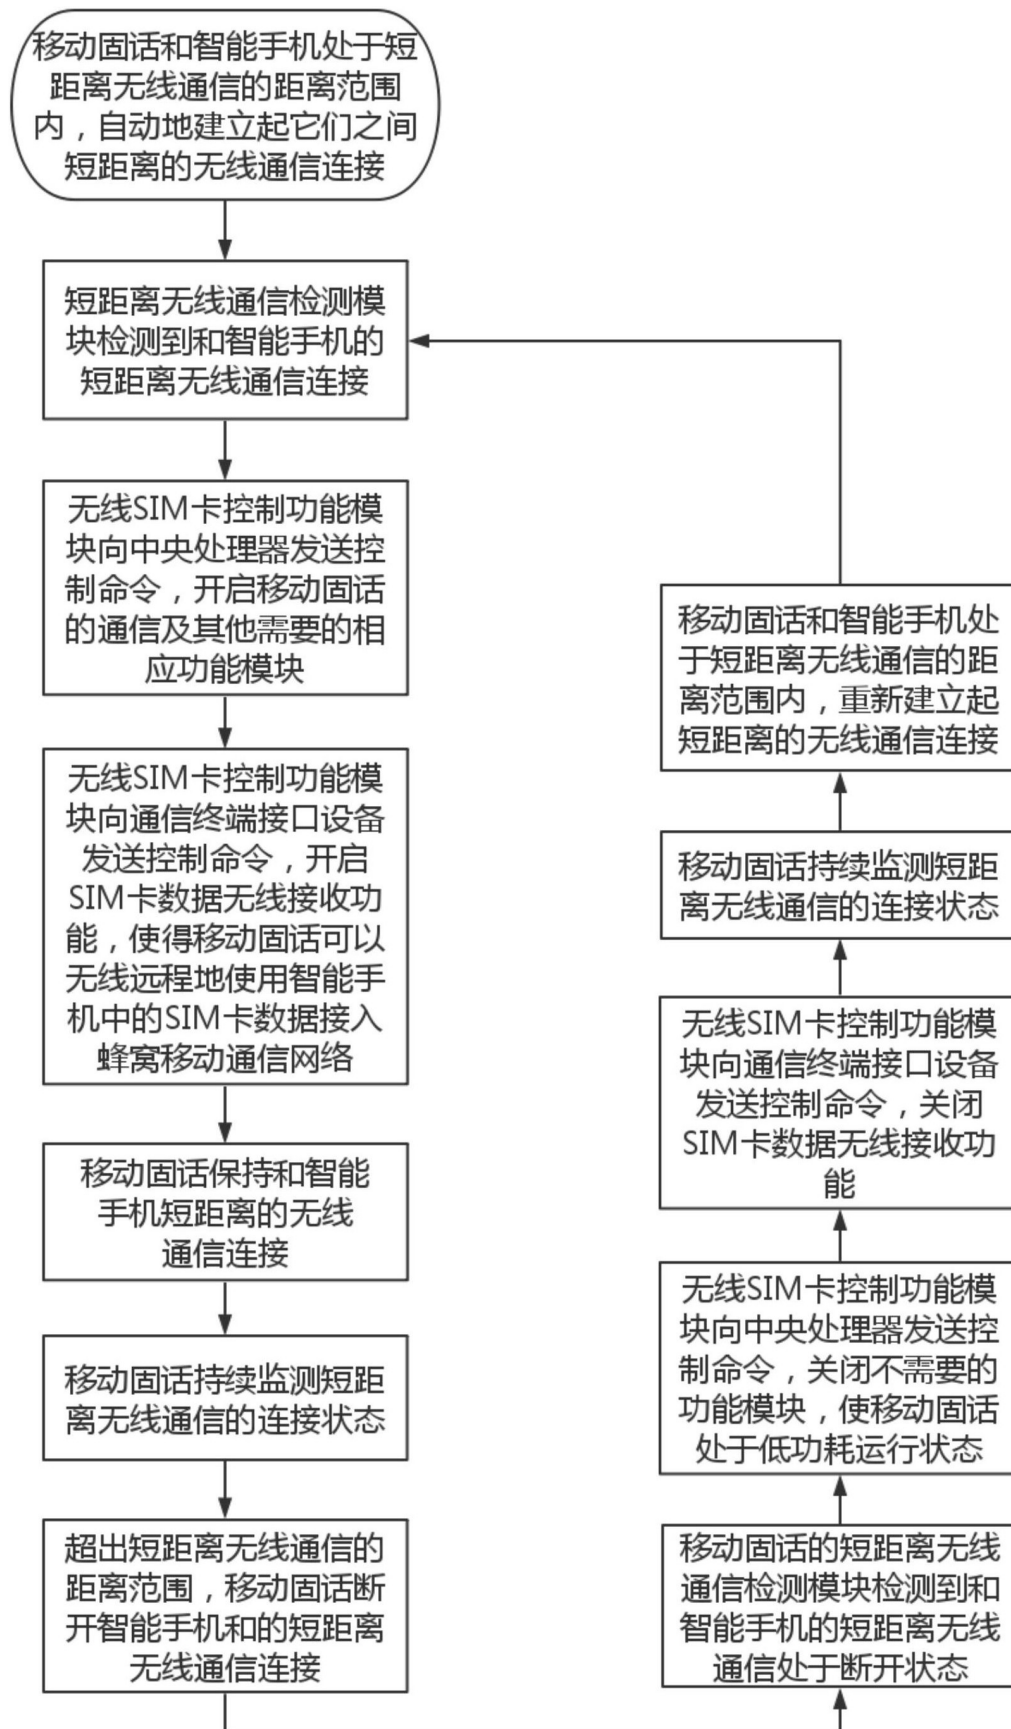 移动固话和智能手机处于短
距离无线通信的距离范围
内，自动地建立起它们之间
短距离的无线通信连接
短距离无线通信检测模
块检测到和智能手机的
短距离无线通信连接
无线SIM卡控制功能模
块向中央处理器发送控
制命令，开启移动固话
的通信及其他需要的相
应功能模块
无线SIM卡控制功能模
块向通信终端接口设备
发送控制命令，开启
SIM卡数据无线接收功
能，使得移动固话可以
无线远程地使用智能手
机中的SIM卡数据接入
蜂窝移动通信网络
移动固话保持和智能
手机短距离的无线
通信连接
移动固话持续监测短距
离无线通信的连接状态
超出短距离无线通信的
距离范围，移动固话断
开智能手机和的短距离
无线通信连接
移动固话的短距离无线
通信检测模块检测到和
智能手机的短距离无线
通信处于断开状态
无线SIM卡控制功能模
块向中央处理器发送控
制命令，关闭不需要的
功能模块，使移动固话
处于低功耗运行状态
无线SIM卡控制功能模
块向通信终端接口设备
发送控制命令，关闭
SIM卡数据无线接收功
能
移动固话持续监测短距
离无线通信的连接状态
移动固话和智能手机处
于短距离无线通信的距
离范围内，重新建立起
短距离的无线通信连接